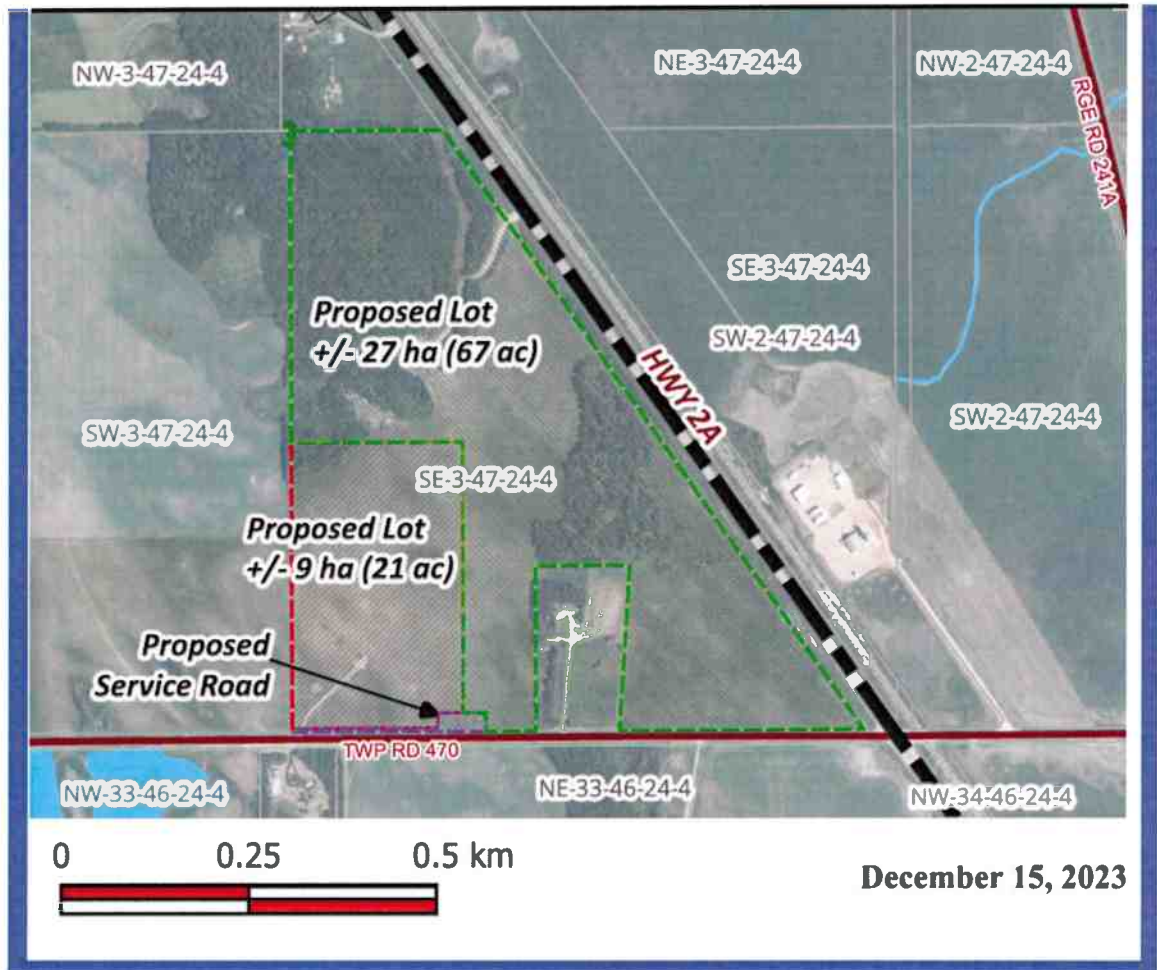 NW-3-47-24-4
NE-3-47-24-4
NW-2-47-24-4
RGE RD 241A
SE-3-47-24-4
Proposed Lot
+/- 27 ha (67 ac)
SW-2-47-24-4
HWY 2A
SW-3-47-24-4
SW-2-47-24-4
SE-3-47-24-4
Proposed Lot
+/- 9 ha (21 ac)
Proposed
Service Road
TWP RD 470
NW-33-46-24-4
NE-33-46-24-4
NW-34-46-24-4
0 0.25 0.5 km
December 15, 2023